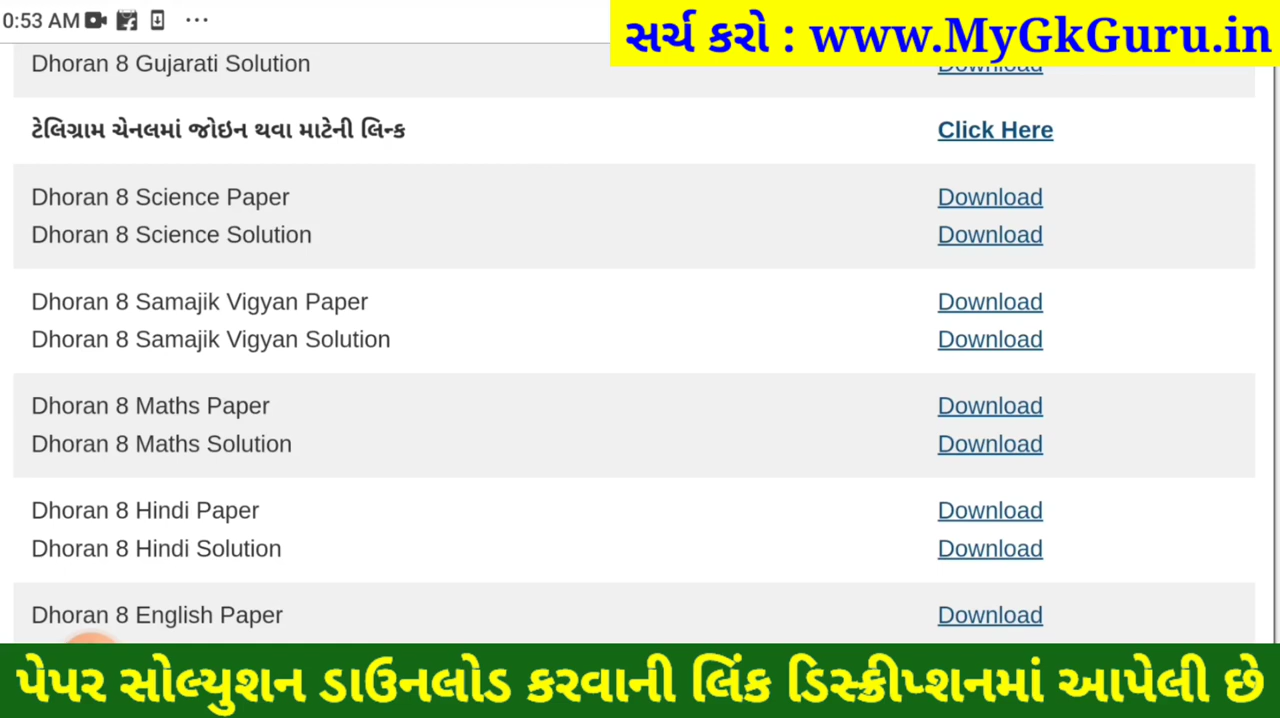 0:53 AM
સર્ચ કરો : www.MyGkGuru.in
Dhoran 8 Gujarati Solution Download
ટેલિગ્રામ ચેનલમાં જોઇન થવા માટેની લિન્ક Click Here
Dhoran 8 Science Paper Download
Dhoran 8 Science Solution Download
Dhoran 8 Samajik Vigyan Paper Download
Dhoran 8 Samajik Vigyan Solution Download
Dhoran 8 Maths Paper Download
Dhoran 8 Maths Solution Download
Dhoran 8 Hindi Paper Download
Dhoran 8 Hindi Solution Download
Dhoran 8 English Paper Download
પેપર સોલ્યુશન ડાઉનલોડ કરવાની લિંક ડિસ્ક્રીપ્શનમાં આપેલી છે